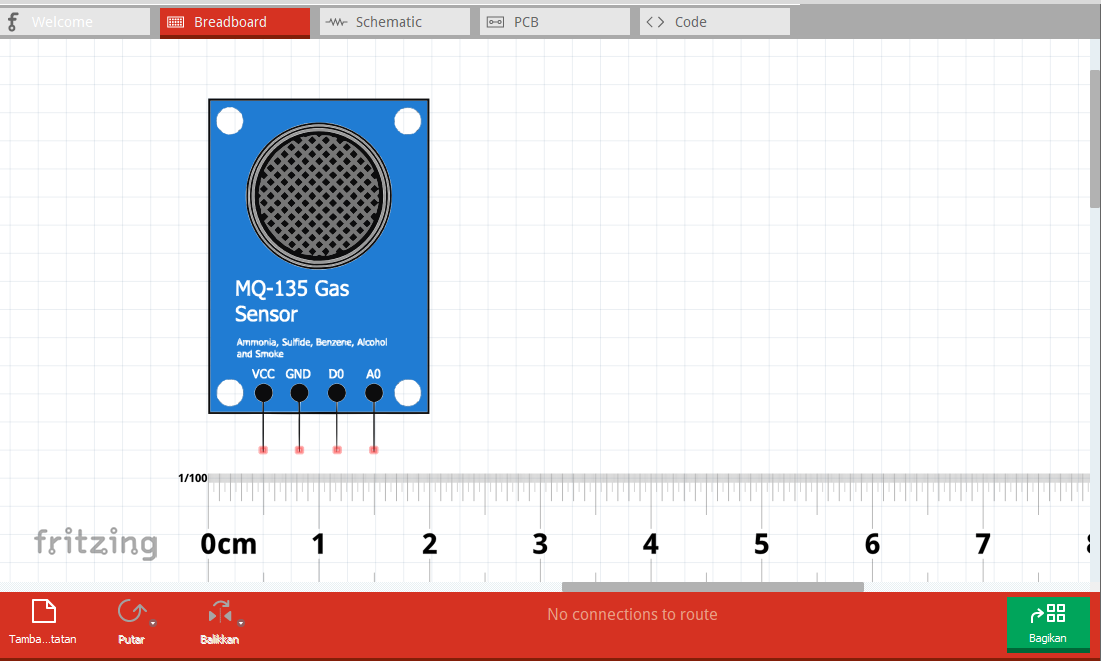 Welcome
Breadboard
Schematic
PCB
Code
MQ-135 Gas
Sensor
Ammonia, Sulfide, Benzene, Alcohol
and Smoke
VCC GND D0 A0
1/100
fritzing
0cm 1 2 3 4 5 6 7
No connections to route
Tamba...tatan
Putar
Balikkan
Bagikan